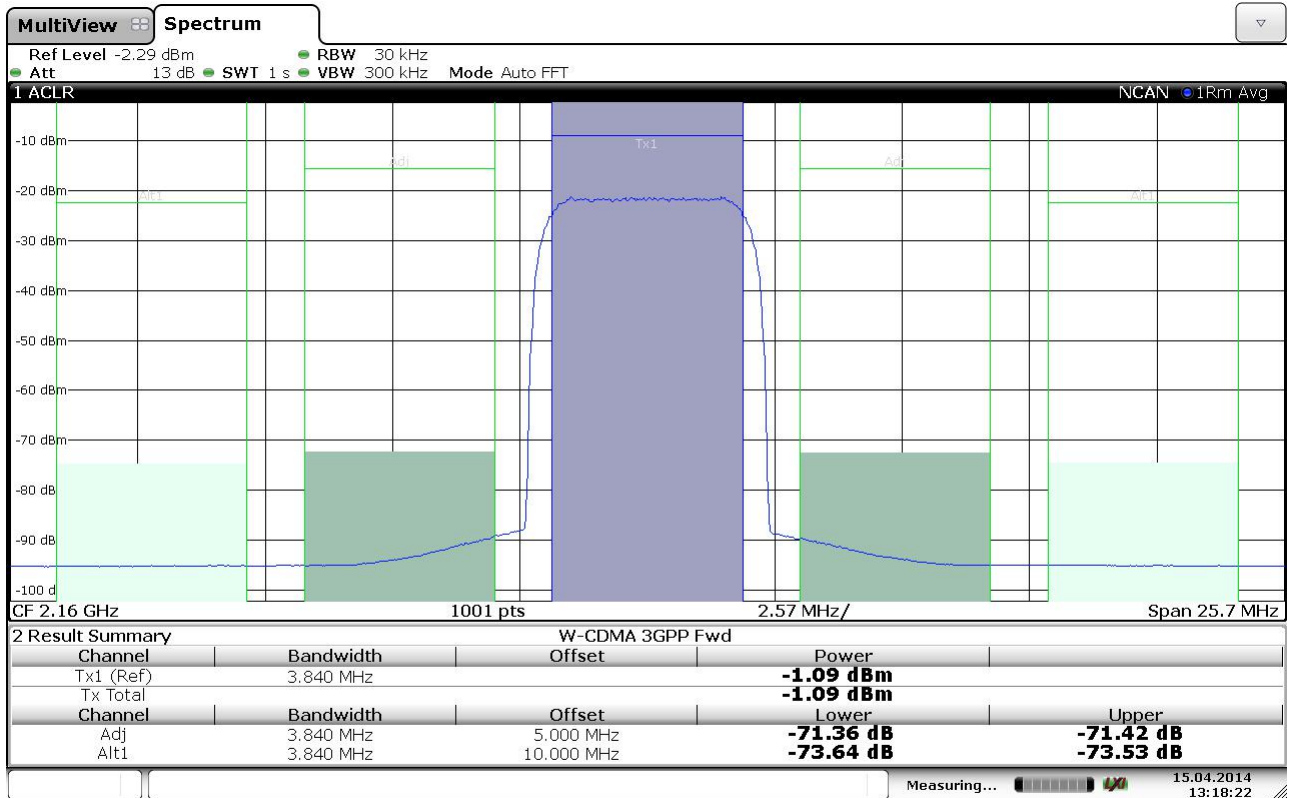 MultiView Spectrum
Ref Level -2.29 dBm RBW 30 kHz
Att 13 dB SWT 1 s VBW 300 kHz Mode Auto FFT
1 ACLR NCAN 1Rm Avg
-10 dBm
Tx1
Adj Adj
-20 dBm
Alt1 Alt1
-30 dBm
-40 dBm
-50 dBm
-60 dBm
-70 dBm
-80 dB
-90 dB
-100 d
CF 2.16 GHz 1001 pts 2.57 MHz/ Span 25.7 MHz
2 Result Summary W-CDMA 3GPP Fwd
Channel Bandwidth Offset Power
Tx1 (Ref) 3.840 MHz -1.09 dBm
Tx Total -1.09 dBm
Channel Bandwidth Offset Lower Upper
Adj 3.840 MHz 5.000 MHz -71.36 dB -71.42 dB
Alt1 3.840 MHz 10.000 MHz -73.64 dB -73.53 dB
Measuring... LXI 15.04.2014
13:18:22